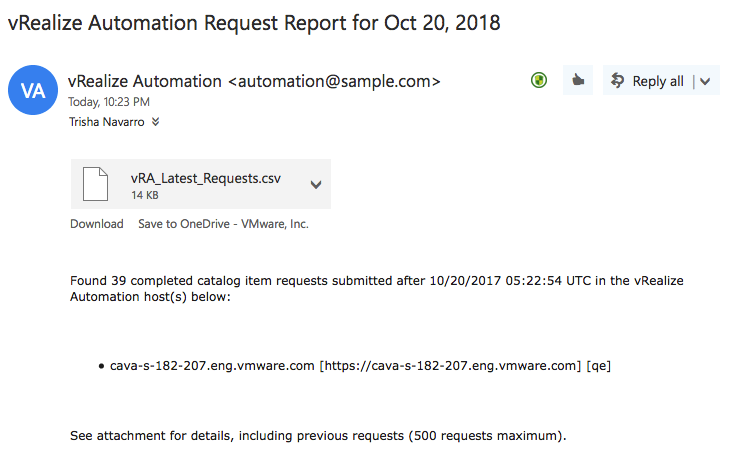 vRealize Automation Request Report for Oct 20, 2018
VA
vRealize Automation <automation@sample.com>
Reply all
Today, 10:23 PM
Trisha Navarro
vRA_Latest_Requests.csv
14 KB
Download Save to OneDrive - VMware, Inc.
Found 39 completed catalog item requests submitted after 10/20/2017 05:22:54 UTC in the vRealize
Automation host(s) below:
• cava-s-182-207.eng.vmware.com [https://cava-s-182-207.eng.vmware.com] [qe]
See attachment for details, including previous requests (500 requests maximum).